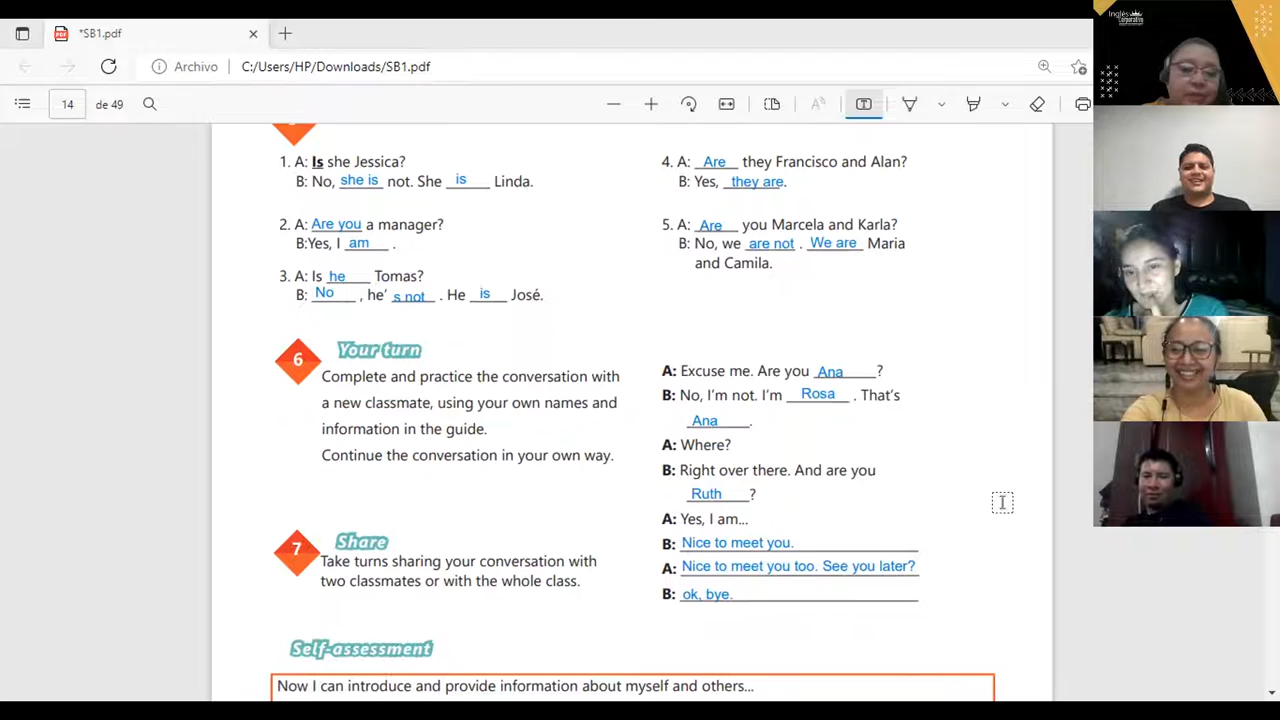 *SB1.pdf
Archivo
C:/Users/HP/Downloads/SB1.pdf
14
de 49
1. A: Is she Jessica?
B: No, she is not. She is Linda.
2. A: Are you a manager?
B:Yes, I am .
3. A: Is he Tomas?
B: No , he' s not . He is José.
4. A: Are they Francisco and Alan?
B: Yes, they are.
5. A: Are you Marcela and Karla?
B: No, we are not . We are Maria
and Camila.
6
Your turn
Complete and practice the conversation with
a new classmate, using your own names and
information in the guide.
Continue the conversation in your own way.
A: Excuse me. Are you Ana ?
B: No, I'm not. I'm Rosa . That's
Ana .
A: Where?
B: Right over there. And are you
Ruth ?
A: Yes, I am...
B: Nice to meet you.
A: Nice to meet you too. See you later?
B: ok, bye.
7
Share
Take turns sharing your conversation with
two classmates or with the whole class.
Self-assessment
Now I can introduce and provide information about myself and others...
Inglés
Corporativo